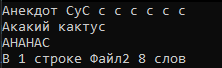 Анекдот СуС с с с с с с
Акакий кактус
АНАНАС
В 1 строке Файл2 8 слов